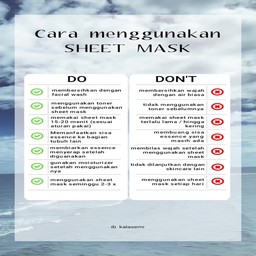 Cara menggunakan
SHEET MASK
DO
membersihkan dengan
facial wash
menggunakan toner
sebelum menggunakan
sheet mask
memakai sheet mask
15-20 menit (sesuai
aturan pakai)
Memanfaatkan sisa
essence ke bagian
tubuh lain
membiarkan essence
menyerap setelah
digunakan
gunakan moisturizer
setelah menggunakan
nya
menggunakan sheet
mask seminggu 2-3 x
DON'T
membersihkan wajah
dengan air biasa
tidak menggunakan
toner sebelumnya
memakai sheet mask
terlalu lama / hingga
kering
membuang sisa
essence yang
masih ada
membilas wajah setelah
menggunakan sheet
mask
tidak dilanjutkan dengan
skincare lain
menggunakan sheet
mask setiap hari
kalaverni